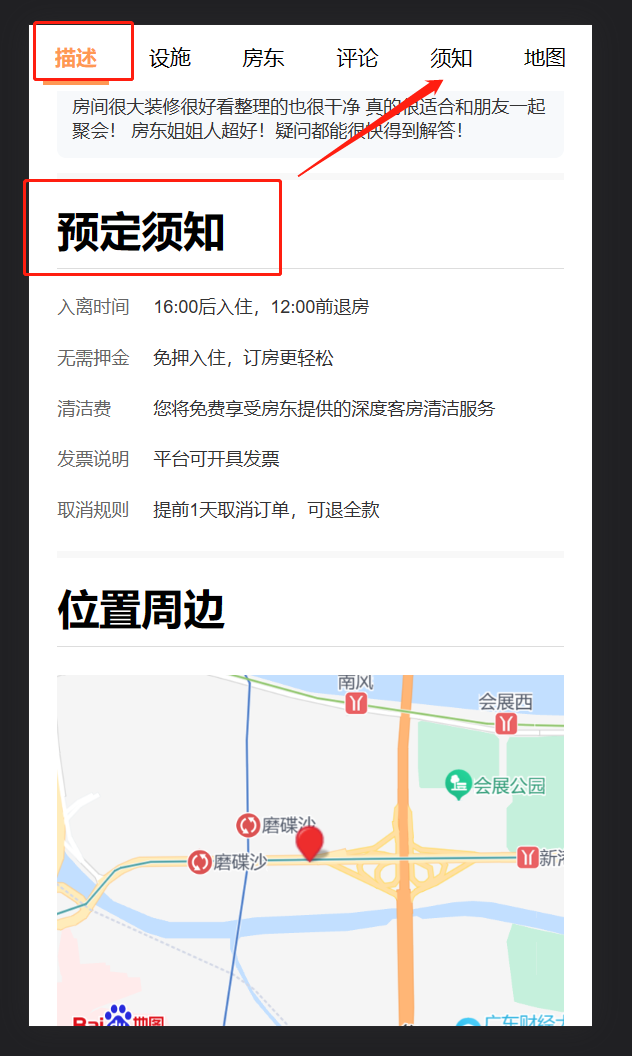 描述 设施 房东 评论 须知 地图
房间很大装修很好看整理的也很干净 真的很适合和朋友一起
聚会！ 房东姐姐人超好！疑问都能很快得到解答！
预定须知
入离时间 16:00后入住，12:00前退房
无需押金 免押入住，订房更轻松
清洁费 您将免费享受房东提供的深度客房清洁服务
发票说明 平台可开具发票
取消规则 提前1天取消订单，可退全款
位置周边
南风
会展西
会展公园
磨碟沙
磨碟沙
新港
Bai 地图
广东财经大